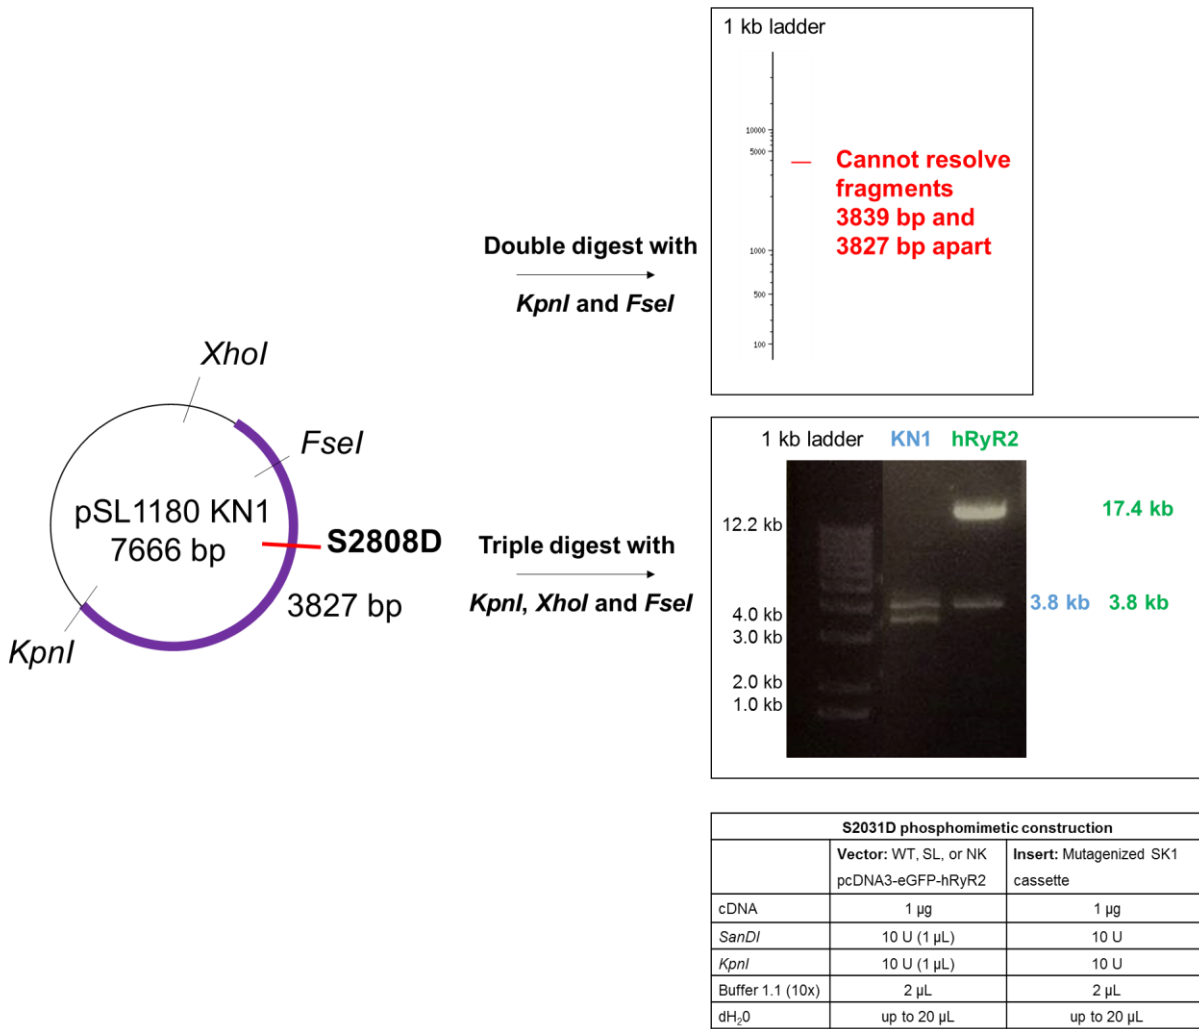 1 kb ladder
10000
5000
1000
500
100
Cannot resolve
fragments
3839 bp and
3827 bp apart
Double digest with
KpnI and FseI
XhoI
FseI
pSL1180 KN1
7666 bp
S2808D
3827 bp
KpnI
Triple digest with
KpnI, XhoI and FseI
1 kb ladder KN1 hRyR2
12.2 kb
4.0 kb
3.0 kb
2.0 kb
1.0 kb
17.4 kb
3.8 kb 3.8 kb
S2031D phosphomimetic construction
Vector: WT, SL, or NK
pcDNA3-eGFP-hRyR2
Insert: Mutagenized SK1
cassette
cDNA 1 µg 1 µg
SanDI 10 U (1 µL) 10 U
KpnI 10 U (1 µL) 10 U
Buffer 1.1 (10x) 2 µL 2 µL
dH₂0 up to 20 µL up to 20 µL